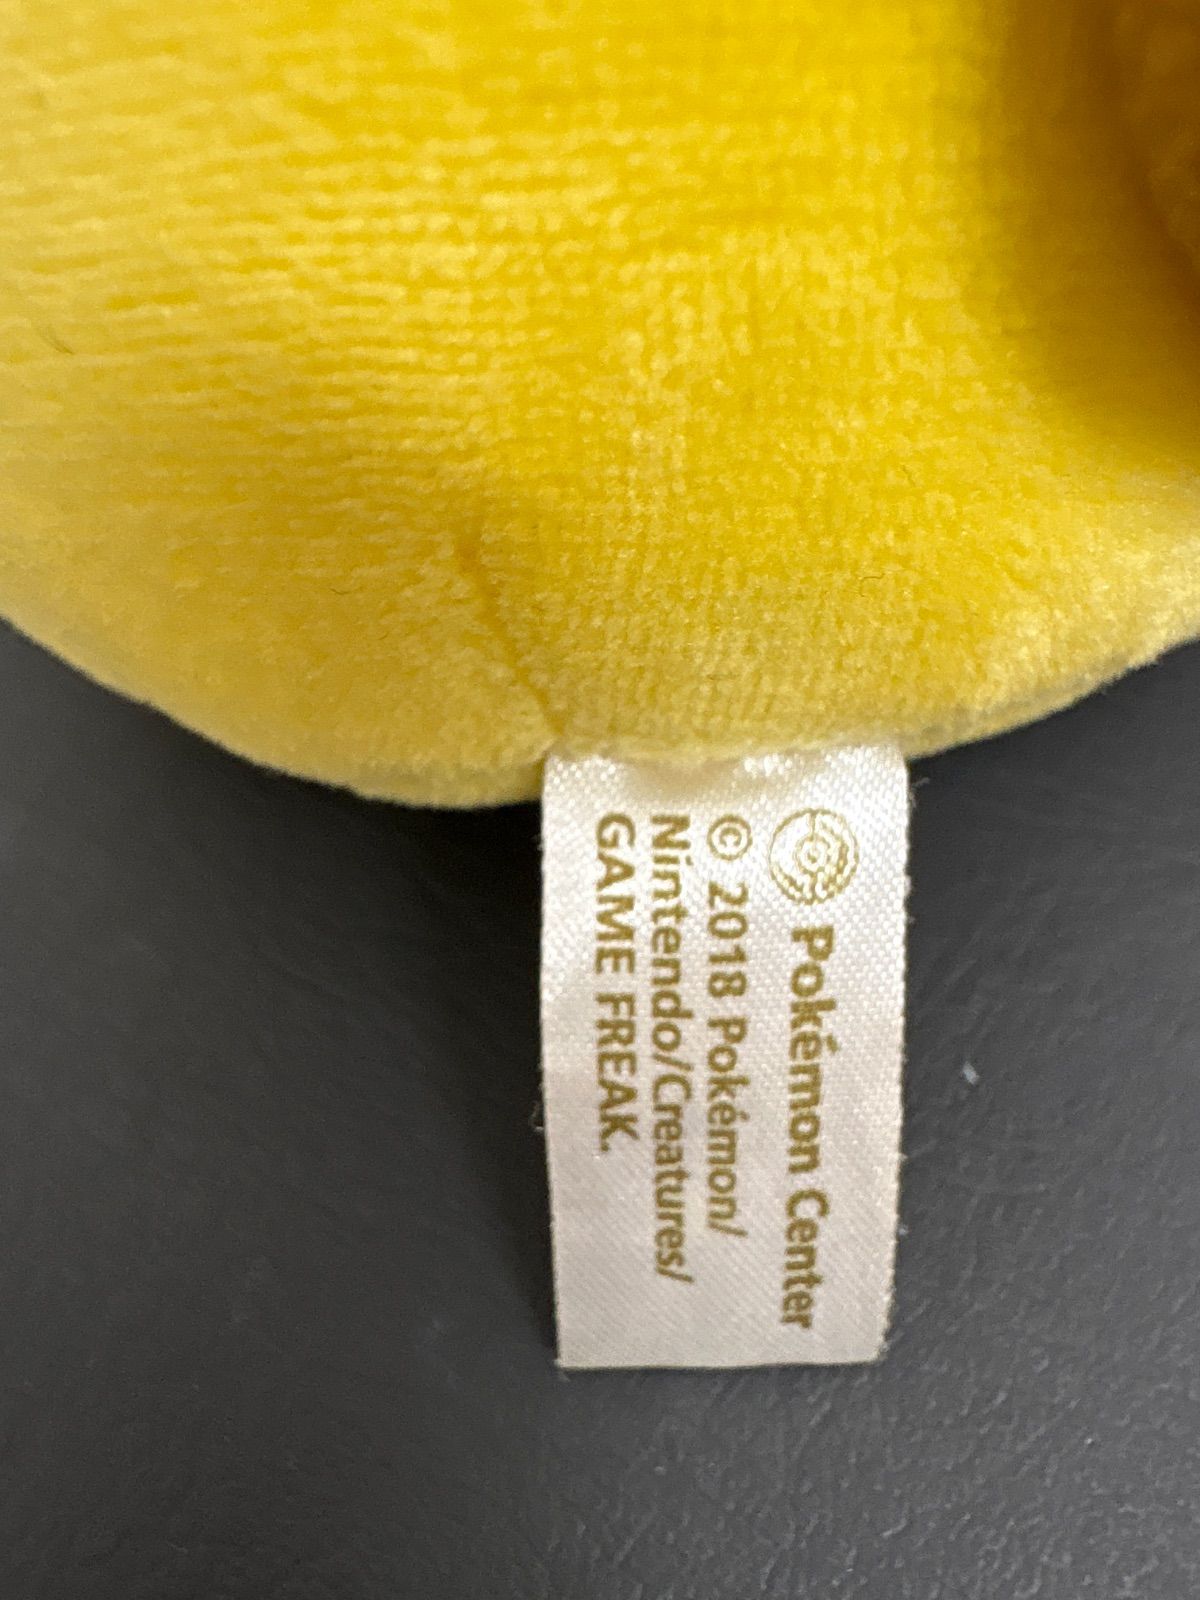 Pokémon Center
© 2018 Pokémon/
Nintendo/Creatures/
GAME FREAK.